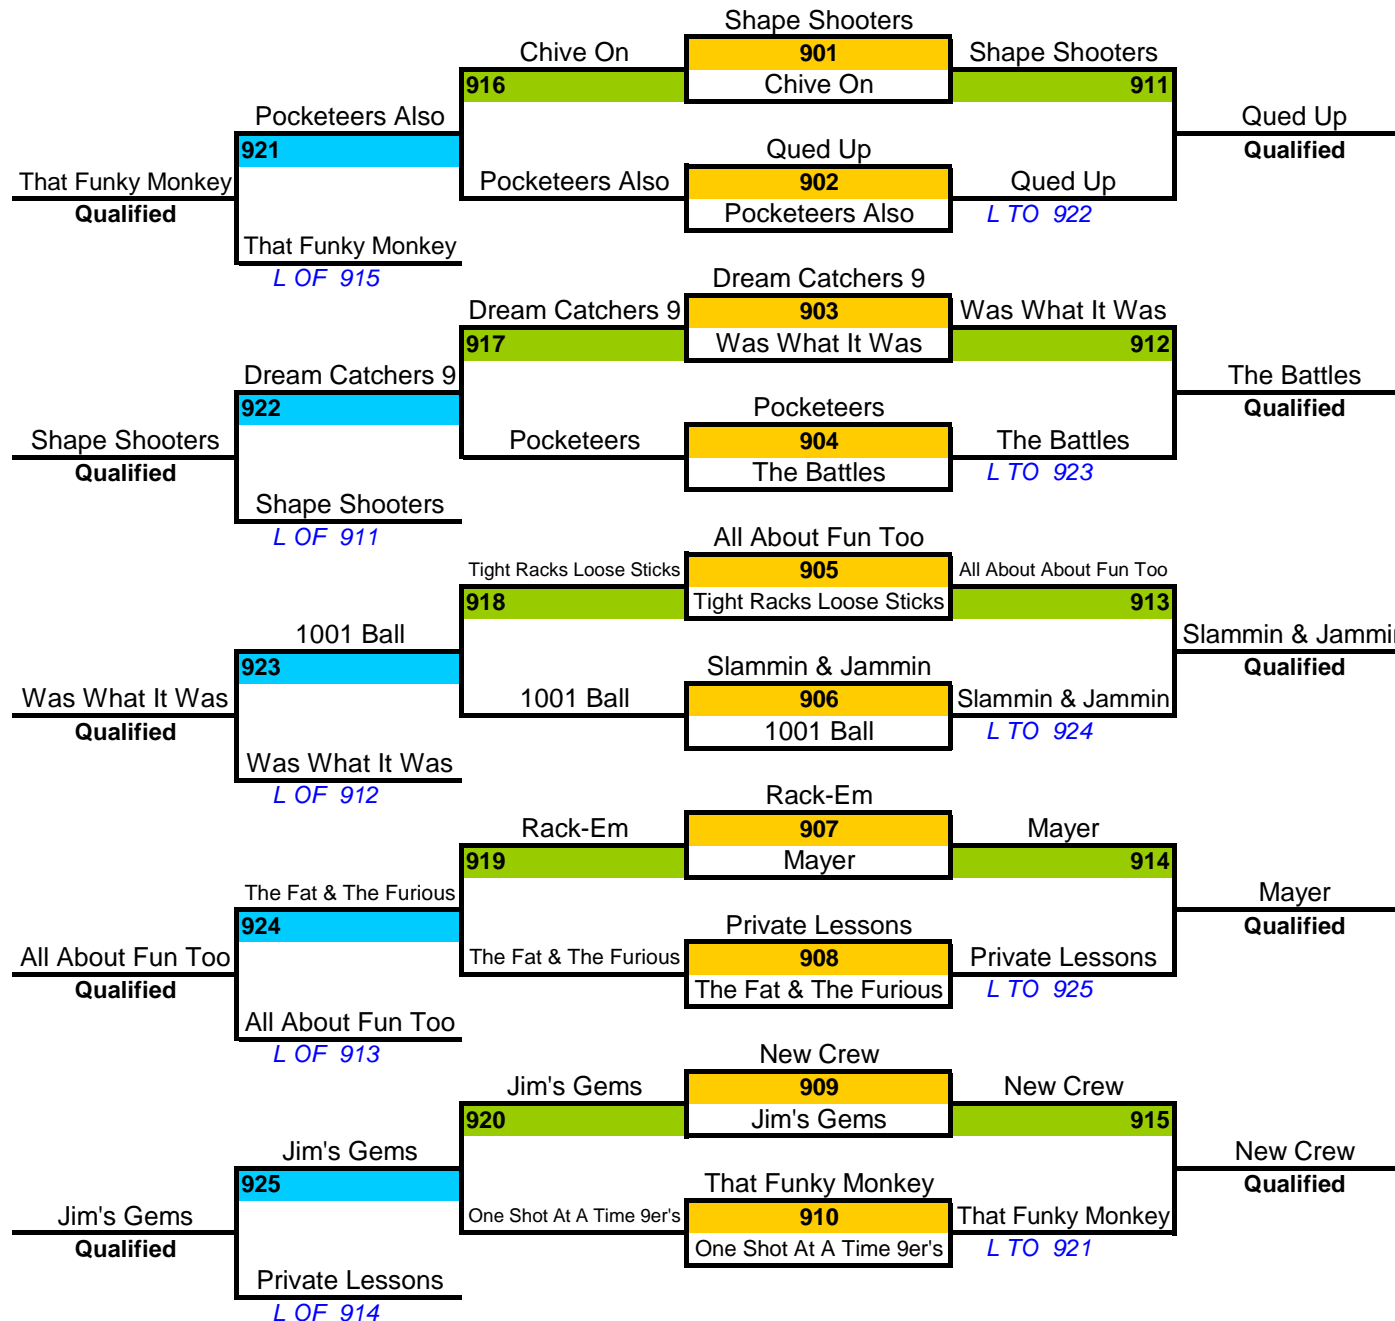 Shape Shooters
Chive On
901
Shape Shooters
916
Chive On
911
Pocketeers Also
Qued Up
921
Qued Up
Qualified
That Funky Monkey
Pocketeers Also
902
Qued Up
Qualified
Pocketeers Also
L TO 922
That Funky Monkey
L OF 915
Dream Catchers 9
Dream Catchers 9
903
Was What It Was
917
Was What It Was
912
Dream Catchers 9
The Battles
922
Pocketeers
Qualified
Shape Shooters
Pocketeers
904
The Battles
Qualified
The Battles
L TO 923
Shape Shooters
L OF 911
All About Fun Too
Tight Racks Loose Sticks
905
All About About Fun Too
918
Tight Racks Loose Sticks
913
1001 Ball
Slammin & Jammin
923
Slammin & Jammin
Qualified
Was What It Was
1001 Ball
906
Slammin & Jammin
Qualified
1001 Ball
L TO 924
Was What It Was
L OF 912
Rack-Em
Rack-Em
907
Mayer
919
Mayer
914
The Fat & The Furious
Mayer
924
Private Lessons
Qualified
All About Fun Too
The Fat & The Furious
908
Private Lessons
Qualified
The Fat & The Furious
L TO 925
All About Fun Too
L OF 913
New Crew
Jim's Gems
909
New Crew
920
Jim's Gems
915
Jim's Gems
New Crew
925
That Funky Monkey
Qualified
Jim's Gems
One Shot At A Time 9er's
910
That Funky Monkey
Qualified
One Shot At A Time 9er's
L TO 921
Private Lessons
L OF 914